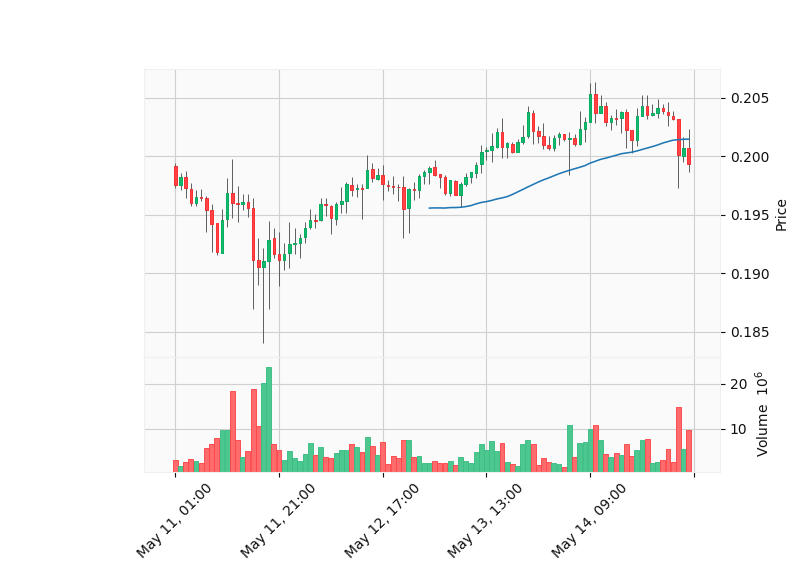 0.205
0.200
0.195
0.190
0.185
Price
20
10
Volume 10^6
May 11, 01:00
May 11, 21:00
May 12, 17:00
May 13, 13:00
May 14, 09:00